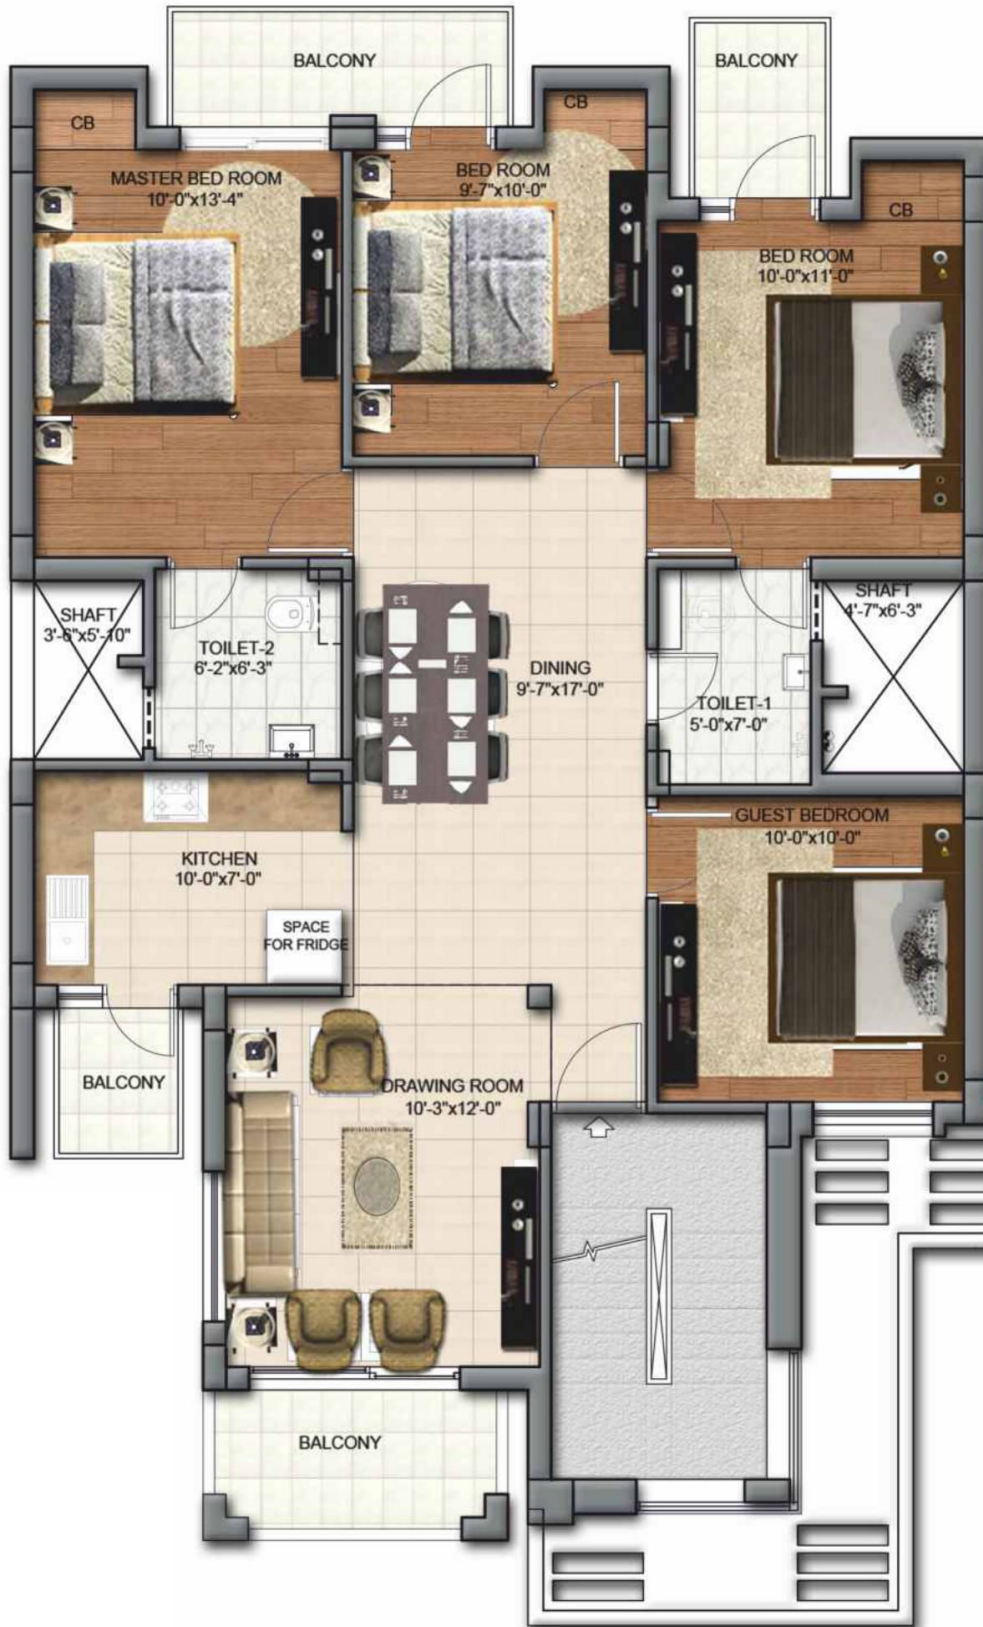 BALCONY
BALCONY
CB
CB
MASTER BED ROOM
10'-0"x13'-4"
BED ROOM
9'-7"x10'-0"
CB
BED ROOM
10'-0"x11'-0"
SHAFT
3'-6"x5'-10"
TOILET-2
6'-2"x6'-3"
DINING
9'-7"x17'-0"
TOILET-1
5'-0"x7'-0"
SHAFT
4'-7"x6'-3"
KITCHEN
10'-0"x7'-0"
SPACE
FOR FRIDGE
GUEST BEDROOM
10'-0"x10'-0"
BALCONY
DRAWING ROOM
10'-3"x12'-0"
BALCONY